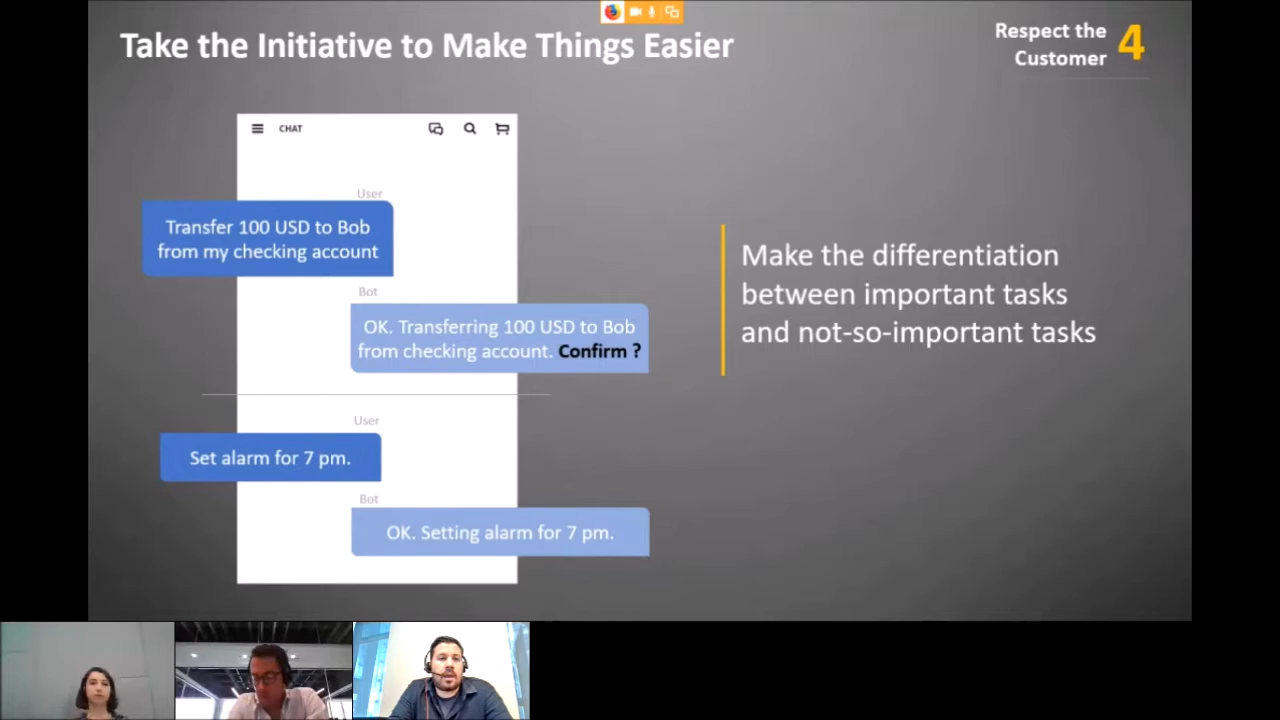 Take the Initiative to Make Things Easier
Respect the
Customer
4
CHAT
User
Transfer 100 USD to Bob
from my checking account
Bot
OK. Transferring 100 USD to Bob
from checking account. Confirm ?
User
Set alarm for 7 pm.
Bot
OK. Setting alarm for 7 pm.
Make the differentiation
between important tasks
and not-so-important tasks